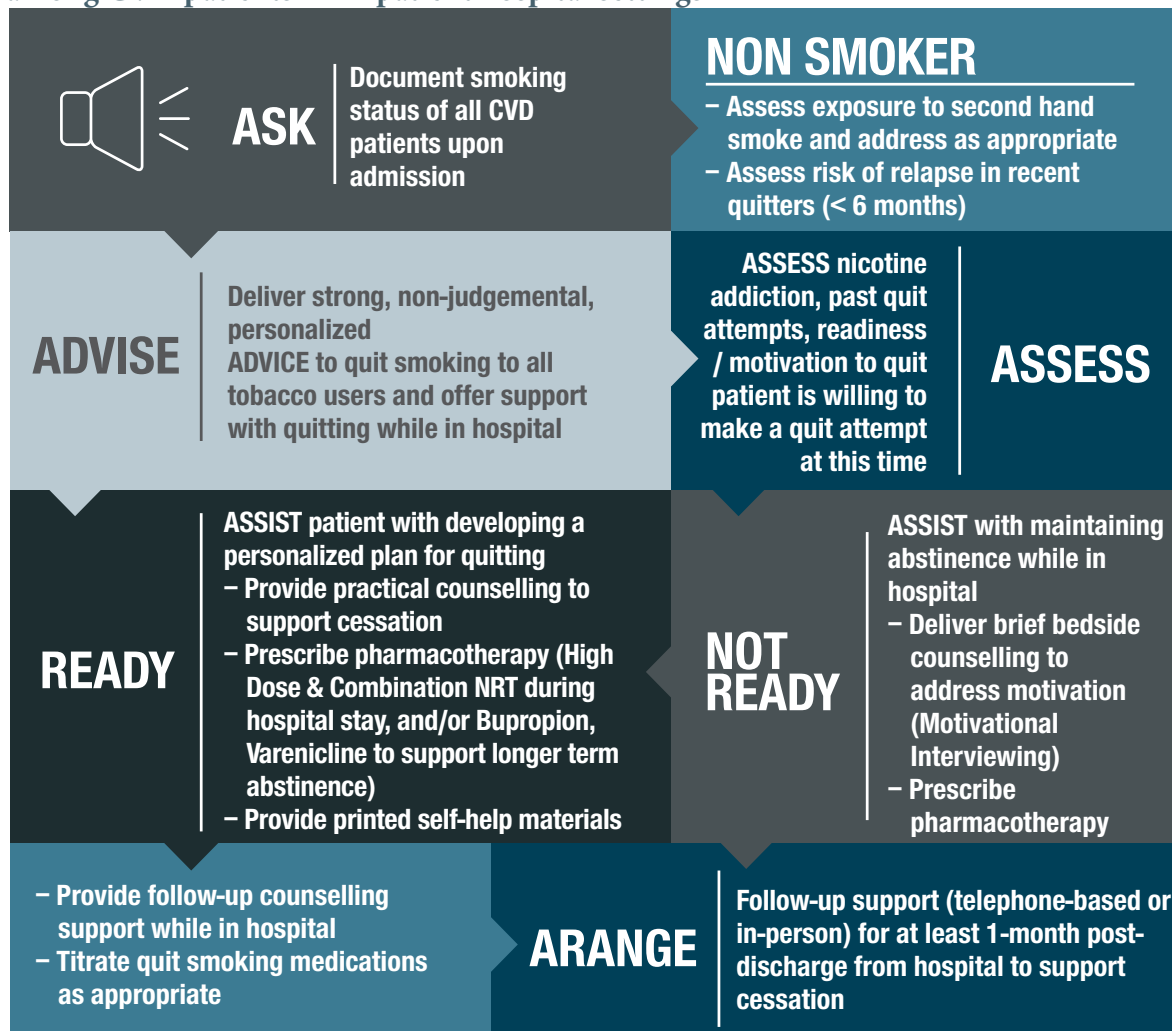 ASK
Document smoking
status of all CVD
patients upon
admission
NON SMOKER
– Assess exposure to second hand
smoke and address as appropriate
– Assess risk of relapse in recent
quitters (< 6 months)
ADVISE
Deliver strong, non-judgemental,
personalized
ADVICE to quit smoking to all
tobacco users and offer support
with quitting while in hospital
ASSESS nicotine
addiction, past quit
attempts, readiness
/ motivation to quit
patient is willing to
make a quit attempt
at this time
ASSESS
READY
ASSIST patient with developing a
personalized plan for quitting
– Provide practical counselling to
support cessation
– Prescribe pharmacotherapy (High
Dose & Combination NRT during
hospital stay, and/or Bupropion,
Varenicline to support longer term
abstinence)
– Provide printed self-help materials
NOT
READY
ASSIST with maintaining
abstinence while in
hospital
– Deliver brief bedside
counselling to
address motivation
(Motivational
Interviewing)
– Prescribe
pharmacotherapy
– Provide follow-up counselling
support while in hospital
– Titrate quit smoking medications
as appropriate
ARANGE
Follow-up support (telephone-based or
in-person) for at least 1-month post-
discharge from hospital to support
cessation